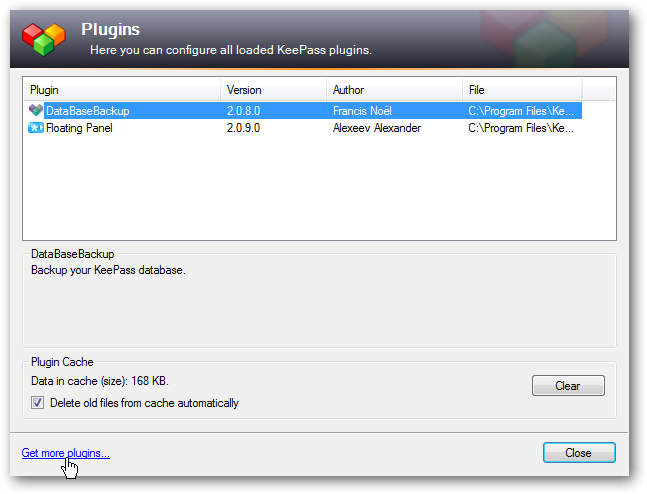 Plugins
Here you can configure all loaded KeePass plugins.
Plugin Version Author File
DataBaseBackup 2.0.8.0 Francis Noël C:\Program Files\Ke...
Floating Panel 2.0.9.0 Alexeev Alexander C:\Program Files\Ke...
DataBaseBackup
Backup your KeePass database.
Plugin Cache
Data in cache (size): 168 KB.
Clear
Delete old files from cache automatically
Get more plugins...
Close